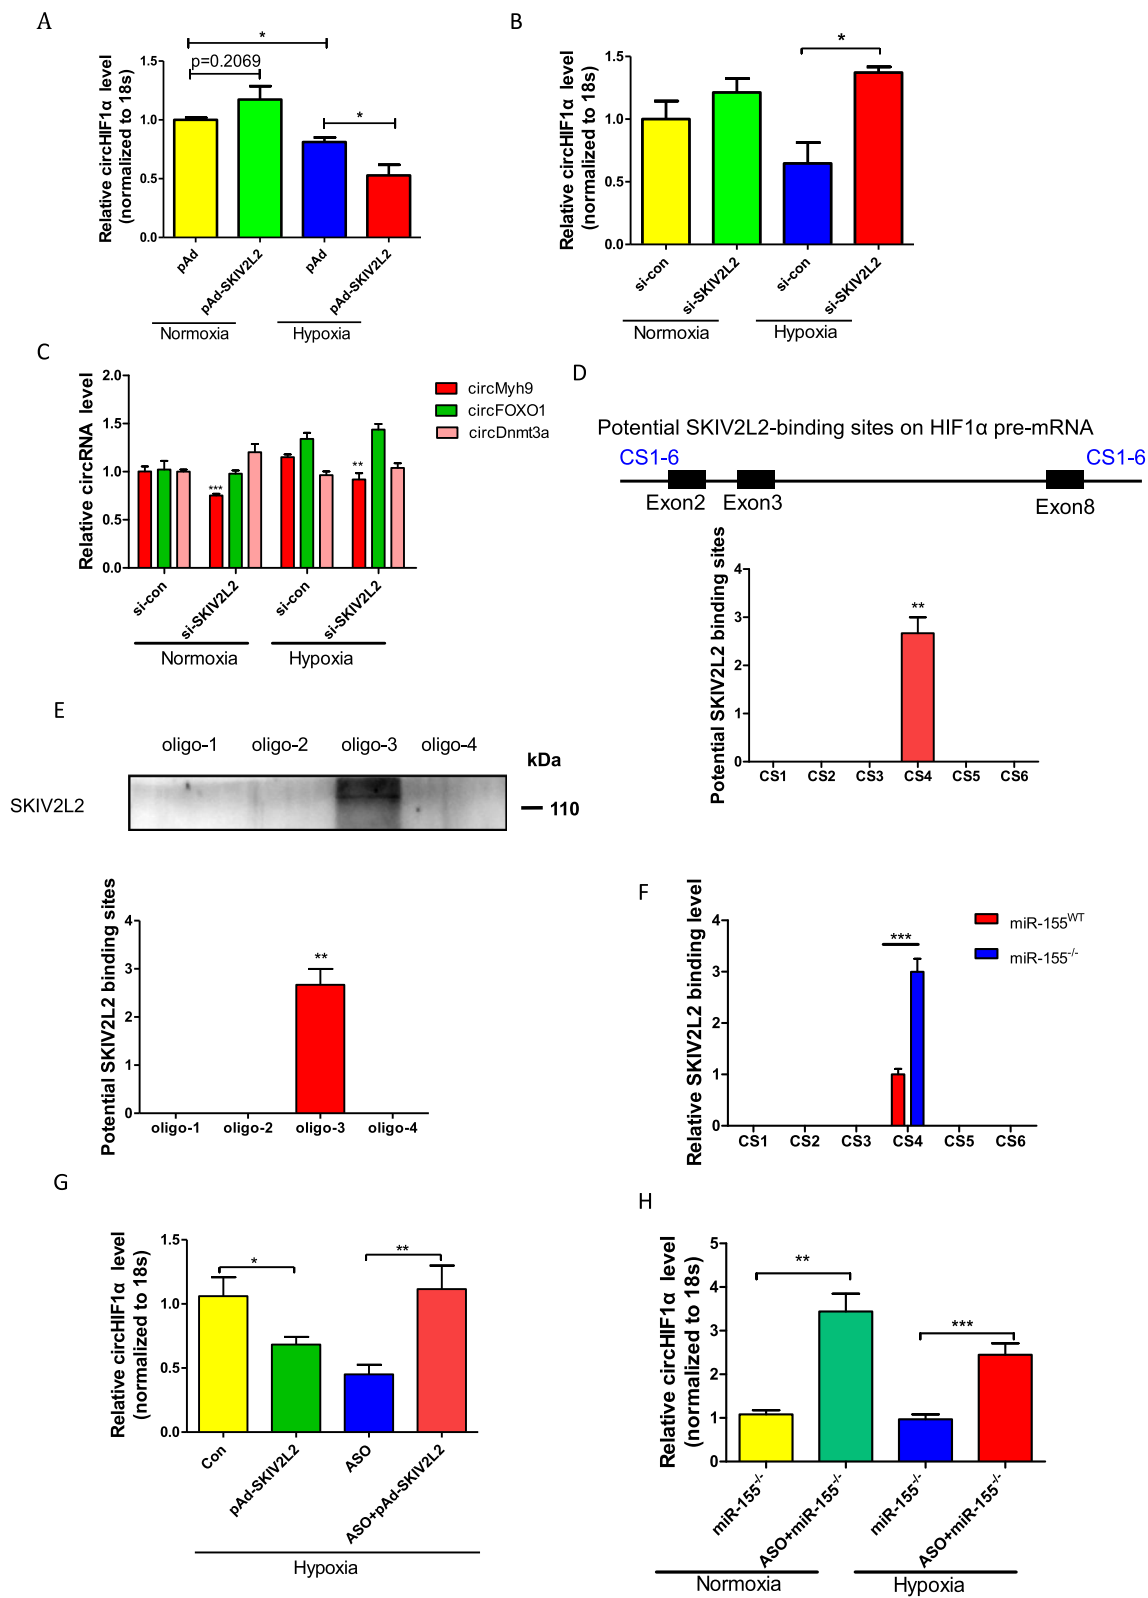 A
Relative circHIF1α level
(normalized to 18s)
1.5
1.0
0.5
0.0
*
p=0.2069
*
pAd
pAd-SKIV2L2
pAd
pAd-SKIV2L2
Normoxia
Hypoxia
B
Relative circHIF1α level
(normalized to 18s)
1.5
1.0
0.5
0.0
*
si-con
si-SKIV2L2
si-con
si-SKIV2L2
Normoxia
Hypoxia
C
Relative circRNA level
2.0
1.5
1.0
0.5
0.0
***
**
circMyh9
circFOXO1
circDnmt3a
si-con
si-SKIV2L2
si-con
si-SKIV2L2
Normoxia
Hypoxia
D
Potential SKIV2L2-binding sites on HIF1α pre-mRNA
CS1-6
CS1-6
Exon2
Exon3
Exon8
Potential SKIV2L2 binding sites
4
3
2
1
0
**
CS1
CS2
CS3
CS4
CS5
CS6
E
oligo-1
oligo-2
oligo-3
oligo-4
kDa
SKIV2L2
110
Potential SKIV2L2 binding sites
4
3
2
1
0
**
oligo-1
oligo-2
oligo-3
oligo-4
F
Relative SKIV2L2 binding level
4
3
2
1
0
***
miR-155WT
miR-155-/-
CS1
CS2
CS3
CS4
CS5
CS6
G
Relative circHIF1α level
(normalized to 18s)
1.5
1.0
0.5
0.0
*
**
Con
pAd-SKIV2L2
ASO
ASO+pAd-SKIV2L2
Hypoxia
H
Relative circHIF1α level
(normalized to 18s)
5
4
3
2
1
0
**
***
miR-155-/-
ASO+miR-155-/-
miR-155-/-
ASO+miR-155-/-
Normoxia
Hypoxia